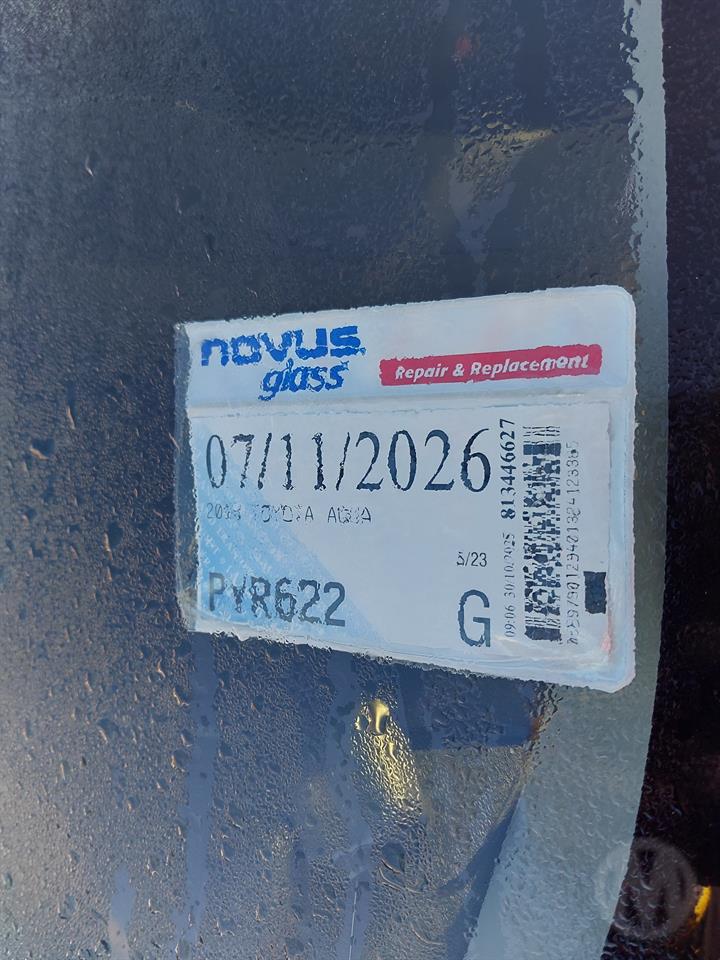 novus
glass
Repair & Replacement
07/11/2026
TOYOTA AQUA
5/23
PYR622
G
09:06 30/10/2025 813446627